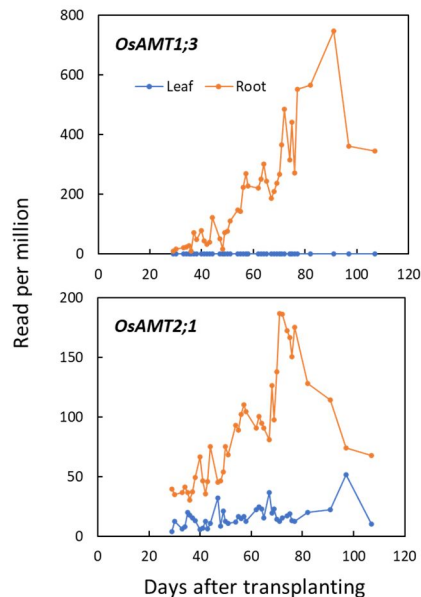 OsAMT1;3
Leaf Root
800
600
400
200
0
0 20 40 60 80 100 120
Read per million
OsAMT2;1
200
150
100
50
0
0 20 40 60 80 100 120
Days after transplanting